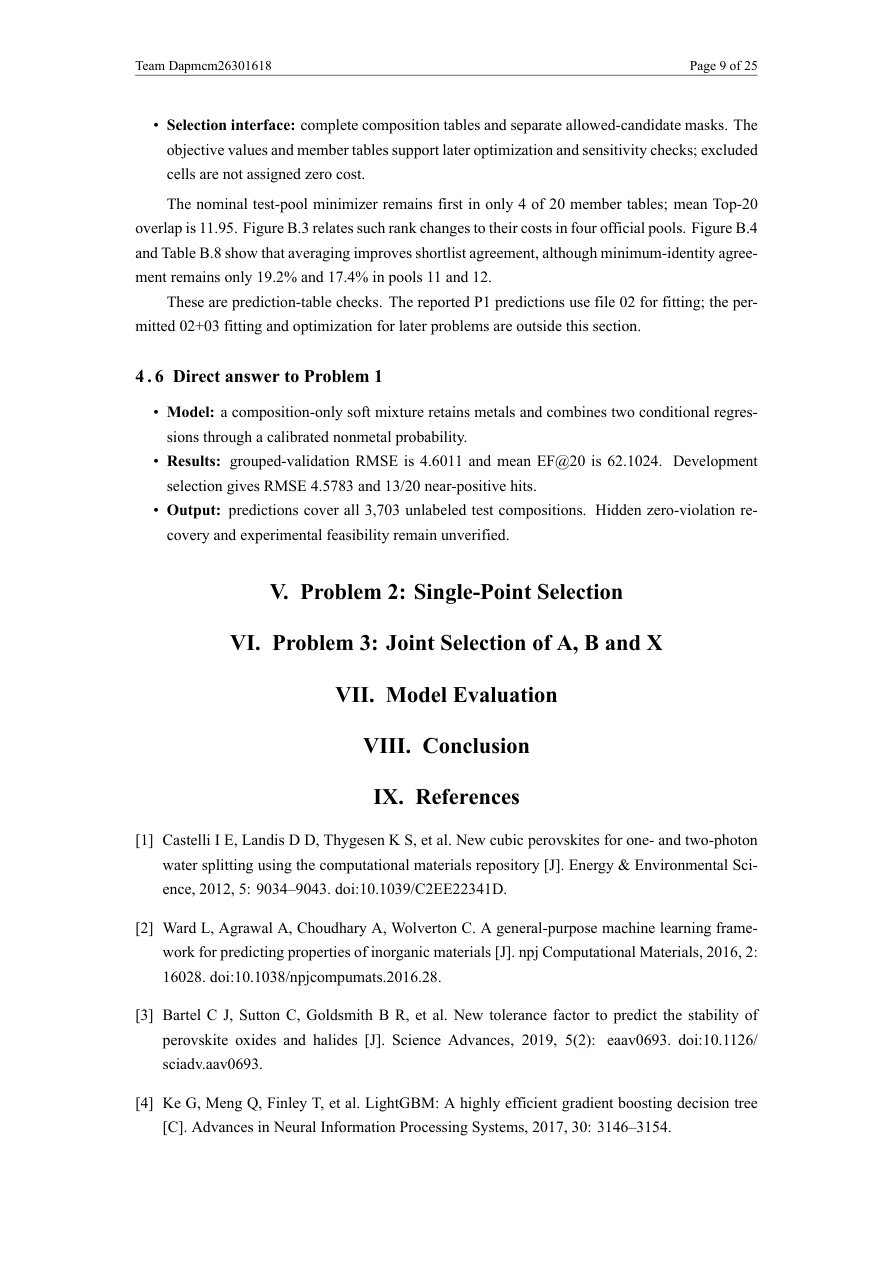 Team Dapmcm26301618 Page 9 of 25
• Selection interface: complete composition tables and separate allowed-candidate masks. The
objective values and member tables support later optimization and sensitivity checks; excluded
cells are not assigned zero cost.
The nominal test-pool minimizer remains first in only 4 of 20 member tables; mean Top-20
overlap is 11.95. Figure B.3 relates such rank changes to their costs in four official pools. Figure B.4
and Table B.8 show that averaging improves shortlist agreement, although minimum-identity agree-
ment remains only 19.2% and 17.4% in pools 11 and 12.
These are prediction-table checks. The reported P1 predictions use file 02 for fitting; the per-
mitted 02+03 fitting and optimization for later problems are outside this section.
4.6 Direct answer to Problem 1
• Model: a composition-only soft mixture retains metals and combines two conditional regres-
sions through a calibrated nonmetal probability.
• Results: grouped-validation RMSE is 4.6011 and mean EF@20 is 62.1024. Development
selection gives RMSE 4.5783 and 13/20 near-positive hits.
• Output: predictions cover all 3,703 unlabeled test compositions. Hidden zero-violation re-
covery and experimental feasibility remain unverified.
V. Problem 2: Single-Point Selection
VI. Problem 3: Joint Selection of A, B and X
VII. Model Evaluation
VIII. Conclusion
IX. References
[1] Castelli I E, Landis D D, Thygesen K S, et al. New cubic perovskites for one- and two-photon
water splitting using the computational materials repository [J]. Energy & Environmental Sci-
ence, 2012, 5: 9034–9043. doi:10.1039/C2EE22341D.
[2] Ward L, Agrawal A, Choudhary A, Wolverton C. A general-purpose machine learning frame-
work for predicting properties of inorganic materials [J]. npj Computational Materials, 2016, 2:
16028. doi:10.1038/npjcompumats.2016.28.
[3] Bartel C J, Sutton C, Goldsmith B R, et al. New tolerance factor to predict the stability of
perovskite oxides and halides [J]. Science Advances, 2019, 5(2): eaav0693. doi:10.1126/
sciadv.aav0693.
[4] Ke G, Meng Q, Finley T, et al. LightGBM: A highly efficient gradient boosting decision tree
[C]. Advances in Neural Information Processing Systems, 2017, 30: 3146–3154.